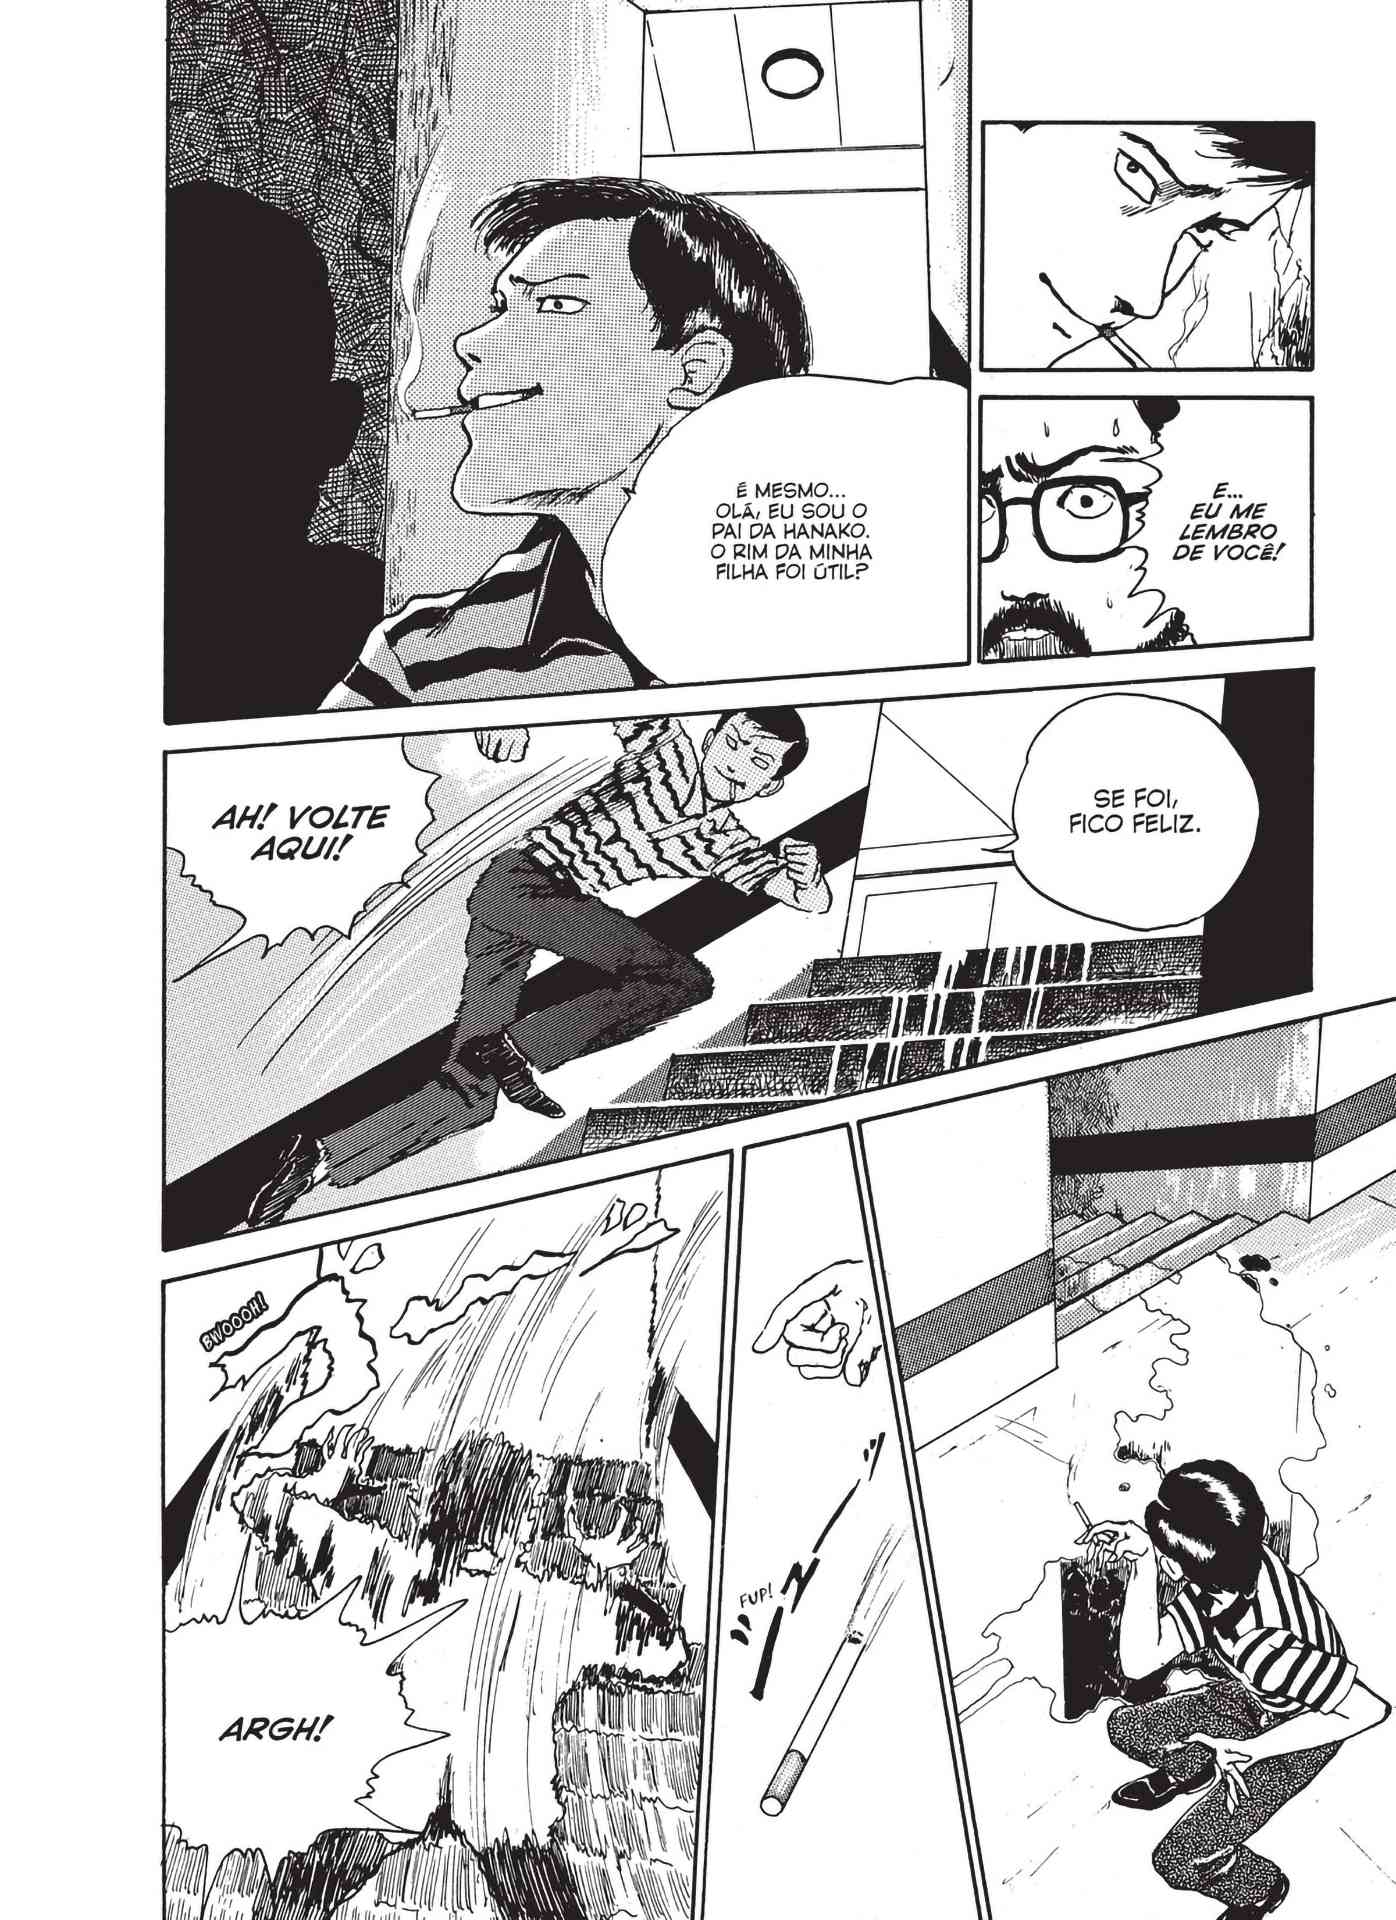 E...
EU ME
LEMBRO
DE VOCÊ!
É MESMO...
OLÁ, EU SOU O
PAI DA HANAKO.
O RIM DA MINHA
FILHA FOI ÚTIL?
SE FOI,
FICO FELIZ.
AH! VOLTE
AQUI!
FUP!
BWOOOH!
ARGH!